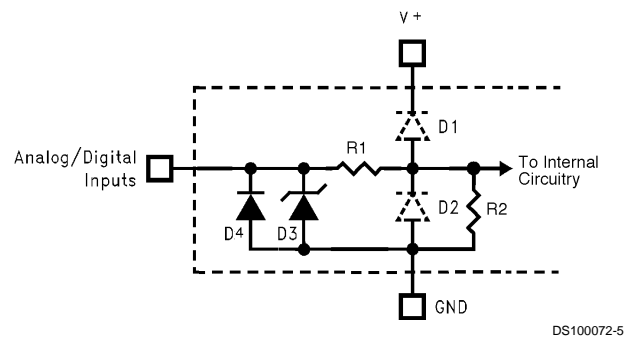 V+
D1
R1
Analog/Digital
Inputs
To Internal
Circuitry
D2
R2
D4
D3
GND
DS100072-5